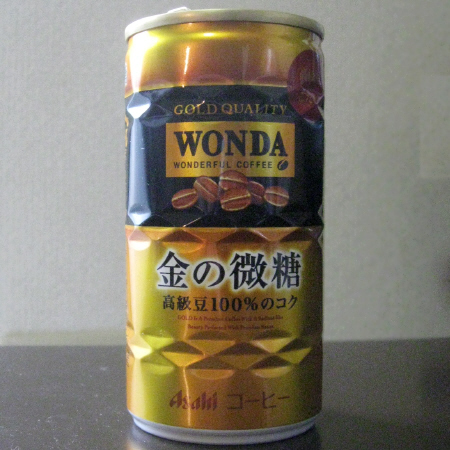 GOLD QUALITY
WONDA
WONDERFUL COFFEE
金の微糖
高級豆100%のコク
Asahi コーヒー